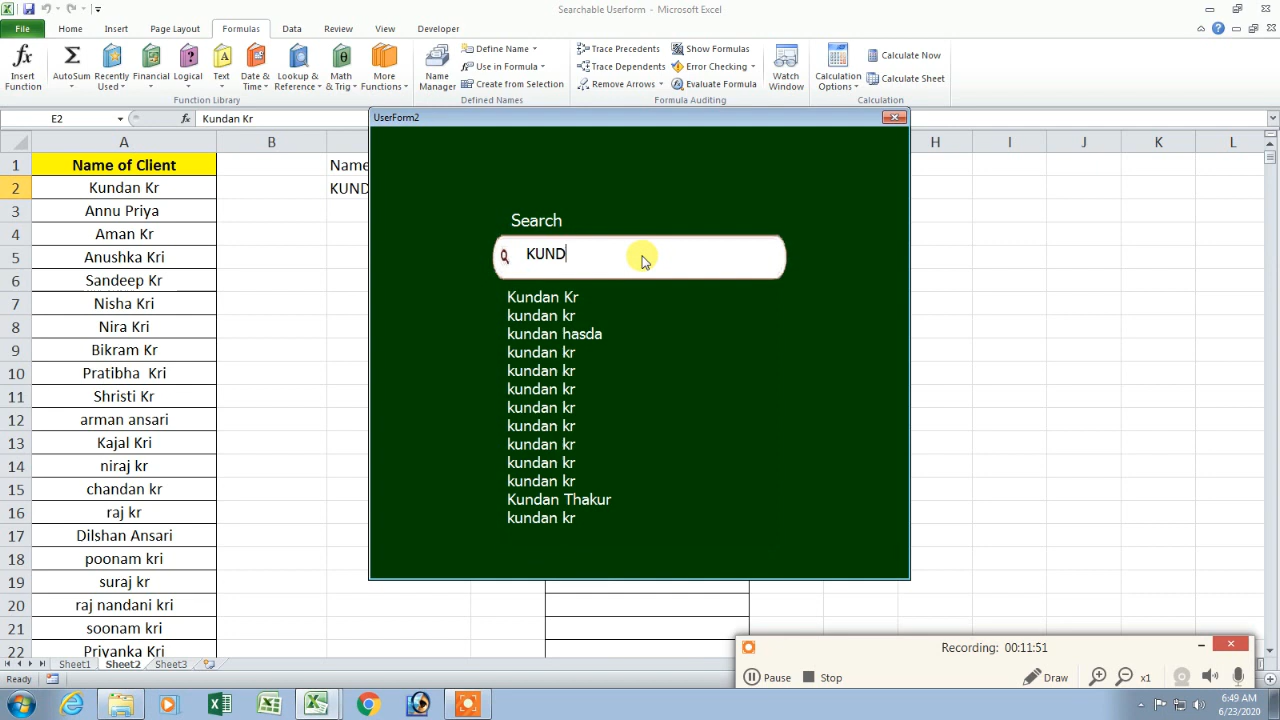 Searchable Userform - Microsoft Excel
File Home Insert Page Layout Formulas Data Review View Developer
Insert Function
AutoSum
Recently Used
Financial
Logical
Text
Date & Time
Lookup & Reference
Math & Trig
More Functions
Function Library
Name Manager
Define Name
Use in Formula
Create from Selection
Defined Names
Trace Precedents
Trace Dependents
Remove Arrows
Show Formulas
Error Checking
Evaluate Formula
Formula Auditing
Watch Window
Calculation Options
Calculate Now
Calculate Sheet
Calculation
E2 fx Kundan Kr
UserForm2
A B H I J K L
1 Name of Client Name
2 Kundan Kr KUND
3 Annu Priya
4 Aman Kr
5 Anushka Kri
6 Sandeep Kr
7 Nisha Kri
8 Nira Kri
9 Bikram Kr
10 Pratibha Kri
11 Shristi Kr
12 arman ansari
13 Kajal Kri
14 niraj kr
15 chandan kr
16 raj kr
17 Dilshan Ansari
18 poonam kri
19 suraj kr
20 raj nandani kri
21 soonam kri
22 Priyanka Kri
Search
KUND
Kundan Kr
kundan kr
kundan hasda
kundan kr
kundan kr
kundan kr
kundan kr
kundan kr
kundan kr
kundan kr
kundan kr
Kundan Thakur
kundan kr
Sheet1 Sheet2 Sheet3
Ready
Recording: 00:11:51
Pause Stop Draw x1
6:49 AM
6/23/2020